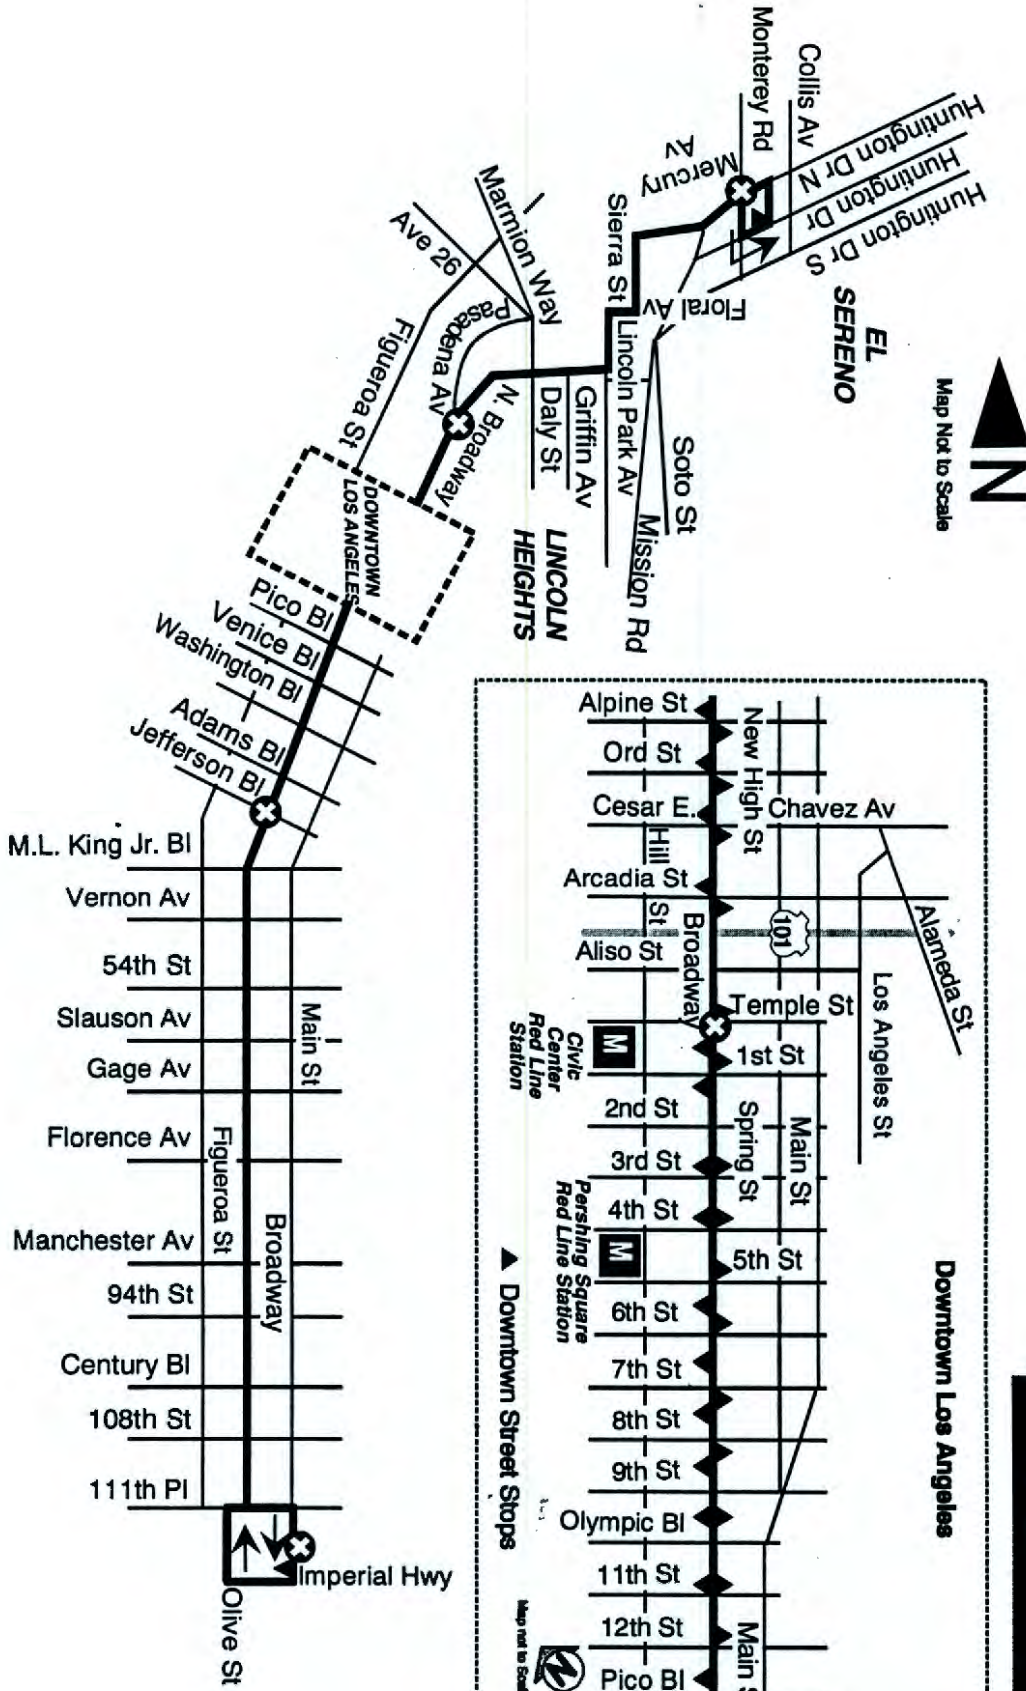 Monterey Rd
Collis Av
Huntington Dr N
Huntington Dr
Huntington Dr S
Mercury
Av
Sierra St
Floral Av
EL
SERENO
N
Map Not to Scale
Marmion Way
Ave 26
Pasadena Av
Figueroa St
N. Broadway
Daly St
Griffin Av
Lincoln Park Av
Soto St
Mission Rd
LINCOLN
HEIGHTS
DOWNTOWN
LOS ANGELES
Pico Bl
Venice Bl
Washington Bl
Adams Bl
Jefferson Bl
M.L. King Jr. Bl
Vernon Av
54th St
Slauson Av
Gage Av
Florence Av
Manchester Av
94th St
Century Bl
108th St
111th Pl
Main St
Figueroa St
Broadway
Imperial Hwy
Olive St
Alpine St
Ord St
Cesar E. Chavez Av
Arcadia St
Aliso St
Temple St
1st St
2nd St
3rd St
4th St
5th St
6th St
7th St
8th St
9th St
Olympic Bl
11th St
12th St
Pico Bl
New High St
Hill St
Broadway
101
Alameda St
Los Angeles St
Spring St
Main St
Main S
M
Civic
Center
Red Line
Station
M
Pershing Square
Red Line Station
Downtown Street Stops
Downtown Los Angeles
Map not to Scale
N